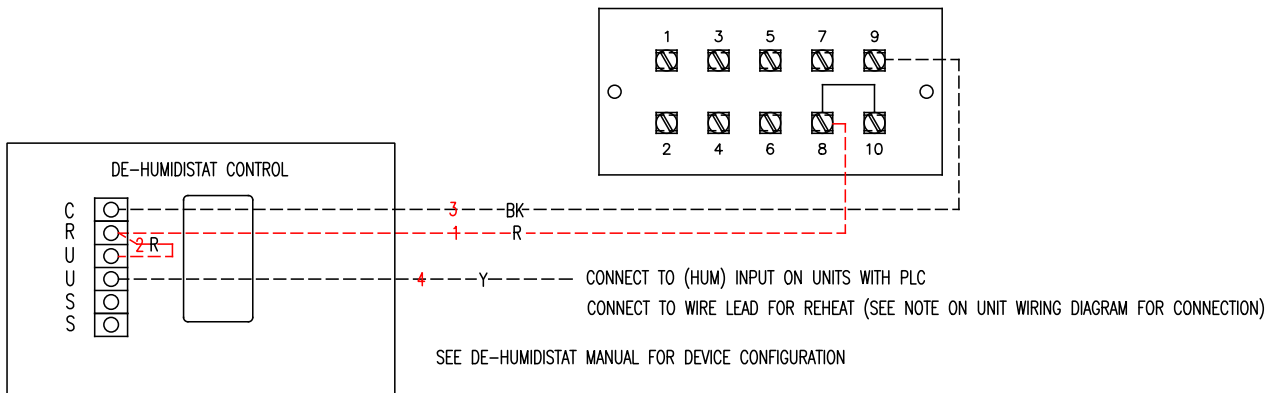 1 3 5 7 9
2 4 6 8 10
DE-HUMIDISTAT CONTROL
C 3 BK
R 1 R
2 R
U
U 4 Y CONNECT TO (HUM) INPUT ON UNITS WITH PLC
S CONNECT TO WIRE LEAD FOR REHEAT (SEE NOTE ON UNIT WIRING DIAGRAM FOR CONNECTION)
S
SEE DE-HUMIDISTAT MANUAL FOR DEVICE CONFIGURATION